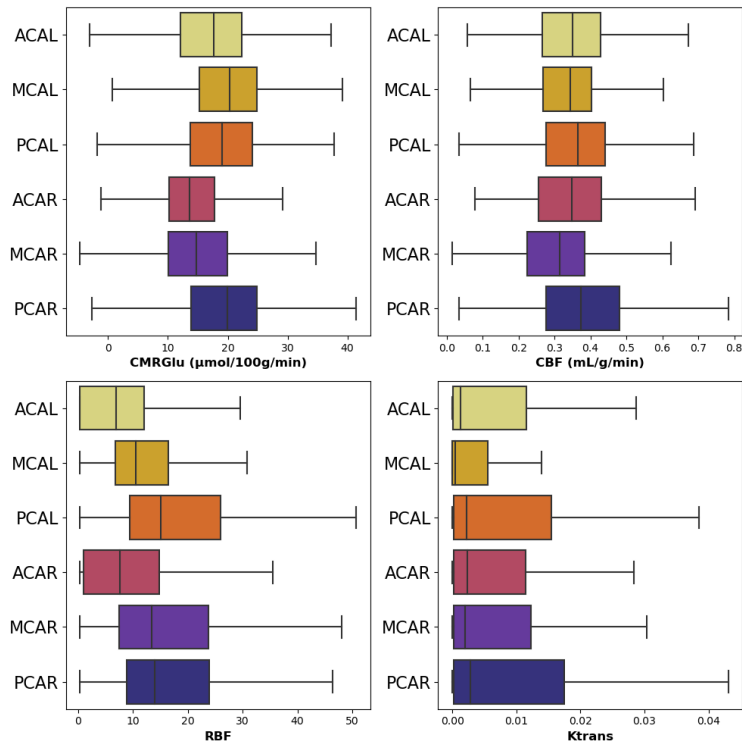 ACAL
MCAL
PCAL
ACAR
MCAR
PCAR
0 10 20 30 40
CMRGlu (μmol/100g/min)
ACAL
MCAL
PCAL
ACAR
MCAR
PCAR
0.0 0.1 0.2 0.3 0.4 0.5 0.6 0.7 0.8
CBF (mL/g/min)
ACAL
MCAL
PCAL
ACAR
MCAR
PCAR
0 10 20 30 40 50
RBF
ACAL
MCAL
PCAL
ACAR
MCAR
PCAR
0.00 0.01 0.02 0.03 0.04
Ktrans